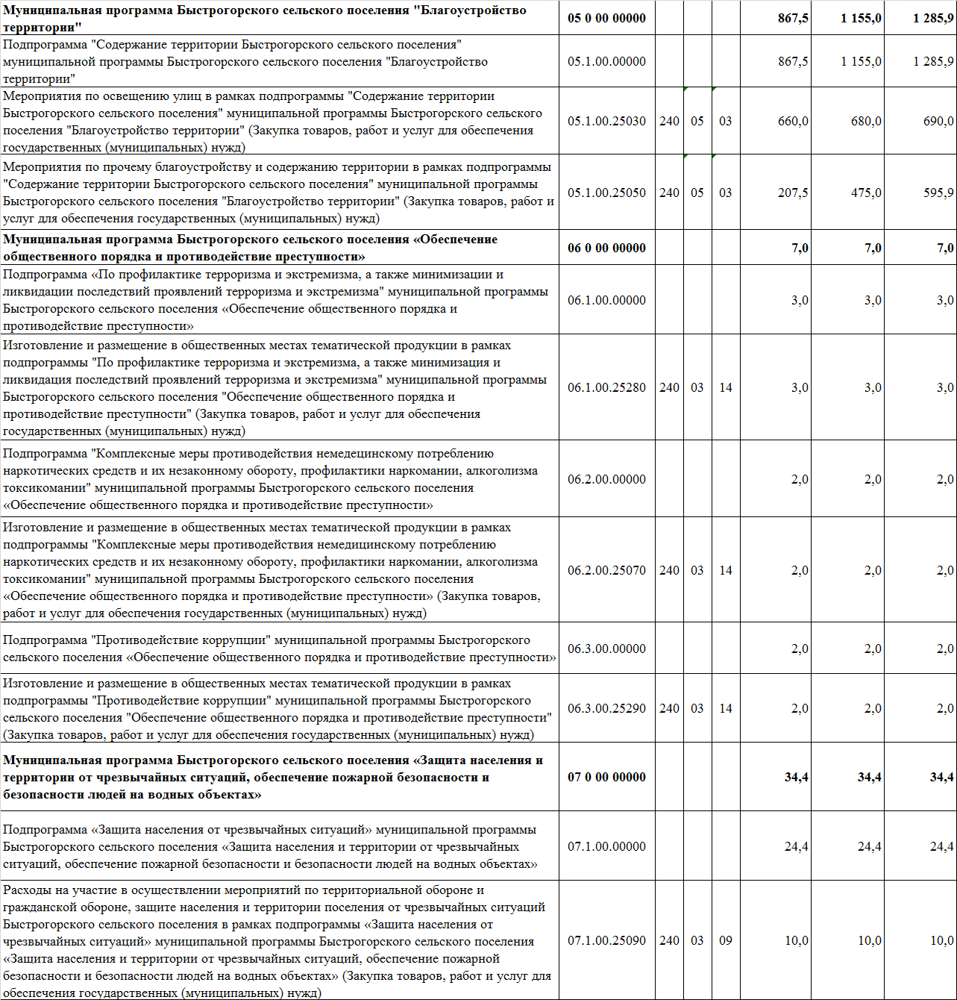 Муниципальная программа Быстрогорского сельского поселения "Благоустройство
территории"
05 0 00 00000 867,5 1 155,0 1 285,9
Подпрограмма "Содержание территории Быстрогорского сельского поселения"
муниципальной программы Быстрогорского сельского поселения "Благоустройство
территории"
05.1.00.00000 867,5 1 155,0 1 285,9
Мероприятия по освещению улиц в рамках подпрограммы "Содержание территории
Быстрогорского сельского поселения" муниципальной программы Быстрогорского сельского
поселения "Благоустройство территории" (Закупка товаров, работ и услуг для обеспечения
государственных (муниципальных) нужд)
05.1.00.25030 240 05 03 660,0 680,0 690,0
Мероприятия по прочему благоустройству и содержанию территории в рамках подпрограммы
"Содержание территории Быстрогорского сельского поселения" муниципальной программы
Быстрогорского сельского поселения "Благоустройство территории" (Закупка товаров, работ и
услуг для обеспечения государственных (муниципальных) нужд)
05.1.00.25050 240 05 03 207,5 475,0 595,9
Муниципальная программа Быстрогорского сельского поселения «Обеспечение
общественного порядка и противодействие преступности»
06 0 00 00000 7,0 7,0 7,0
Подпрограмма «По профилактике терроризма и экстремизма, а также минимизации и
ликвидации последствий проявлений терроризма и экстремизма" муниципальной программы
Быстрогорского сельского поселения «Обеспечение общественного порядка и
противодействие преступности»
06.1.00.00000 3,0 3,0 3,0
Изготовление и размещение в общественных местах тематической продукции в рамках
подпрограммы "По профилактике терроризма и экстремизма, а также минимизация и
ликвидация последствий проявлений терроризма и экстремизма" муниципальной программы
Быстрогорского сельского поселения "Обеспечение общественного порядка и
противодействие преступности" (Закупка товаров, работ и услуг для обеспечения
государственных (муниципальных) нужд)
06.1.00.25280 240 03 14 3,0 3,0 3,0
Подпрограмма "Комплексные меры противодействия немедецинскому потреблению
наркотических средств и их незаконному обороту, профилактики наркомании, алкоголизма
токсикомании" муниципальной программы Быстрогорского сельского поселения
«Обеспечение общественного порядка и противодействие преступности»
06.2.00.00000 2,0 2,0 2,0
Изготовление и размещение в общественных местах тематической продукции в рамках
подпрограммы "Комплексные меры противодействия немедицинскому потреблению
наркотических средств и их незаконному обороту, профилактики наркомании, алкоголизма
токсикомании" муниципальной программы Быстрогорского сельского поселения
«Обеспечение общественного порядка и противодействие преступности» (Закупка товаров,
работ и услуг для обеспечения государственных (муниципальных) нужд)
06.2.00.25070 240 03 14 2,0 2,0 2,0
Подпрограмма "Противодействие коррупции" муниципальной программы Быстрогорского
сельского поселения «Обеспечение общественного порядка и противодействие преступности»
06.3.00.00000 2,0 2,0 2,0
Изготовление и размещение в общественных местах тематической продукции в рамках
подпрограммы "Противодействие коррупции" муниципальной программы Быстрогорского
сельского поселения "Обеспечение общественного порядка и противодействие преступности"
(Закупка товаров, работ и услуг для обеспечения государственных (муниципальных) нужд)
06.3.00.25290 240 03 14 2,0 2,0 2,0
Муниципальная программа Быстрогорского сельского поселения «Защита населения и
территории от чрезвычайных ситуаций, обеспечение пожарной безопасности и
безопасности людей на водных объектах»
07 0 00 00000 34,4 34,4 34,4
Подпрограмма «Защита населения от чрезвычайных ситуаций» муниципальной программы
Быстрогорского сельского поселения «Защита населения и территории от чрезвычайных
ситуаций, обеспечение пожарной безопасности и безопасности людей на водных объектах»
07.1.00.00000 24,4 24,4 24,4
Расходы на участие в осуществлении мероприятий по территориальной обороне и
гражданской обороне, защите населения и территории поселения от чрезвычайных ситуаций
Быстрогорского сельского поселения в рамках подпрограммы «Защита населения от
чрезвычайных ситуаций» муниципальной программы Быстрогорского сельского поселения
«Защита населения и территории от чрезвычайных ситуаций, обеспечение пожарной
безопасности и безопасности людей на водных объектах» (Закупка товаров, работ и услуг для
обеспечения государственных (муниципальных) нужд)
07.1.00.25090 240 03 09 10,0 10,0 10,0